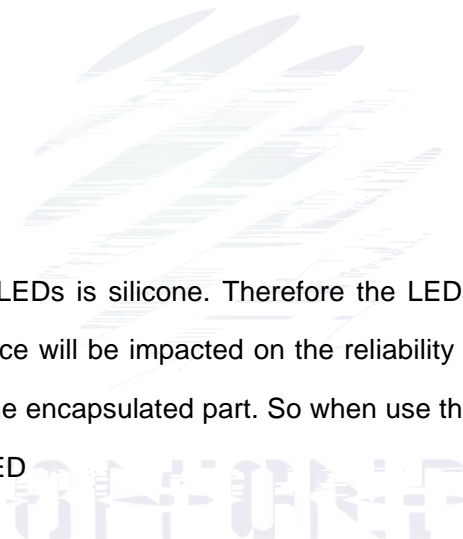 LEDs is silicone. Therefore the LED
ce will be impacted on the reliability
e encapsulated part. So when use th
ED